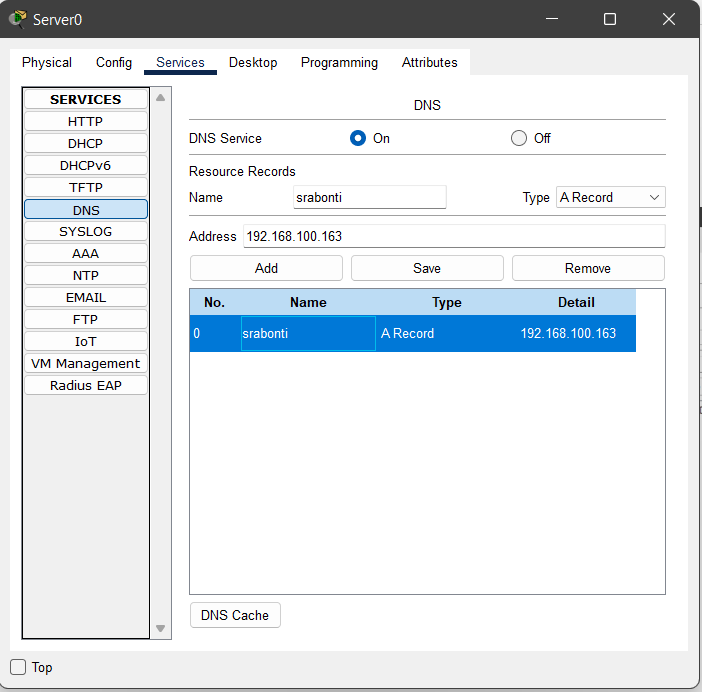 Server0
Physical Config Services Desktop Programming Attributes
SERVICES
HTTP
DHCP
DHCPv6
TFTP
DNS
SYSLOG
AAA
NTP
EMAIL
FTP
IoT
VM Management
Radius EAP
DNS
DNS Service On Off
Resource Records
Name srabonti Type A Record
Address 192.168.100.163
Add Save Remove
No. Name Type Detail
0 srabonti A Record 192.168.100.163
DNS Cache
Top